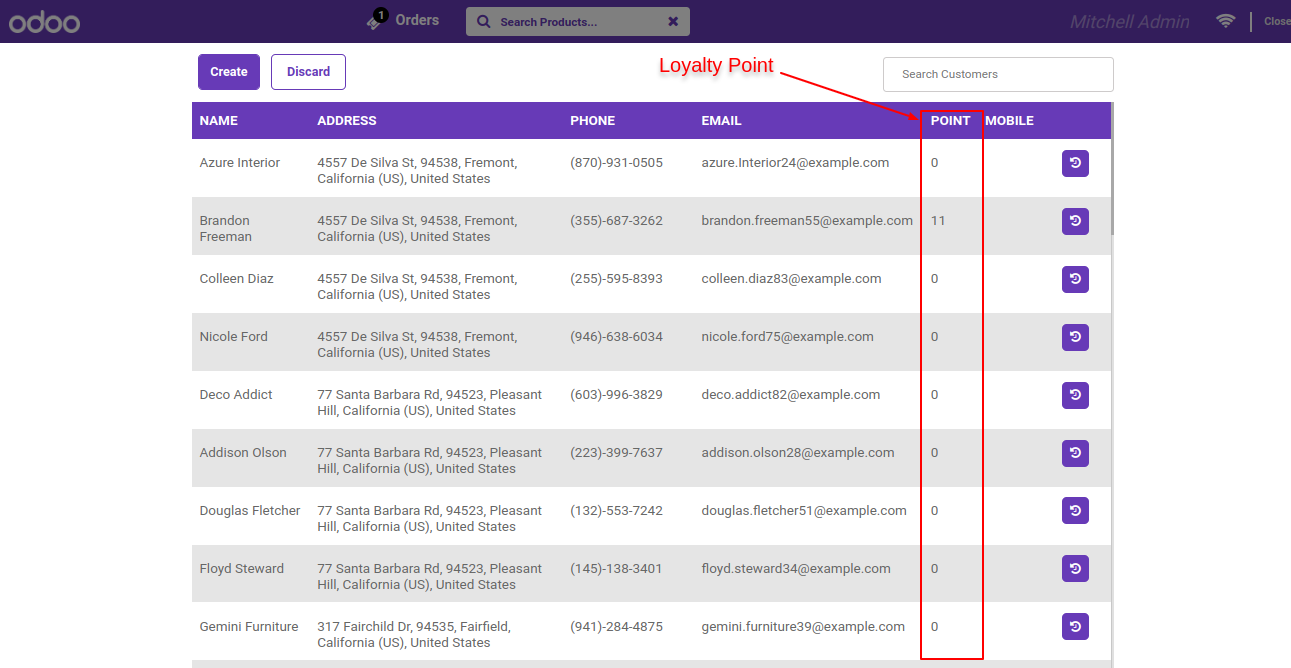 odoo
1
Orders
Search Products...
Mitchell Admin
Close
Create
Discard
Loyalty Point
Search Customers
NAME ADDRESS PHONE EMAIL POINT MOBILE
Azure Interior 4557 De Silva St, 94538, Fremont, (870)-931-0505 azure.Interior24@example.com 0
California (US), United States
Brandon 4557 De Silva St, 94538, Fremont, (355)-687-3262 brandon.freeman55@example.com 11
Freeman California (US), United States
Colleen Diaz 4557 De Silva St, 94538, Fremont, (255)-595-8393 colleen.diaz83@example.com 0
California (US), United States
Nicole Ford 4557 De Silva St, 94538, Fremont, (946)-638-6034 nicole.ford75@example.com 0
California (US), United States
Deco Addict 77 Santa Barbara Rd, 94523, Pleasant (603)-996-3829 deco.addict82@example.com 0
Hill, California (US), United States
Addison Olson 77 Santa Barbara Rd, 94523, Pleasant (223)-399-7637 addison.olson28@example.com 0
Hill, California (US), United States
Douglas Fletcher 77 Santa Barbara Rd, 94523, Pleasant (132)-553-7242 douglas.fletcher51@example.com 0
Hill, California (US), United States
Floyd Steward 77 Santa Barbara Rd, 94523, Pleasant (145)-138-3401 floyd.steward34@example.com 0
Hill, California (US), United States
Gemini Furniture 317 Fairchild Dr, 94535, Fairfield, (941)-284-4875 gemini.furniture39@example.com 0
California (US), United States